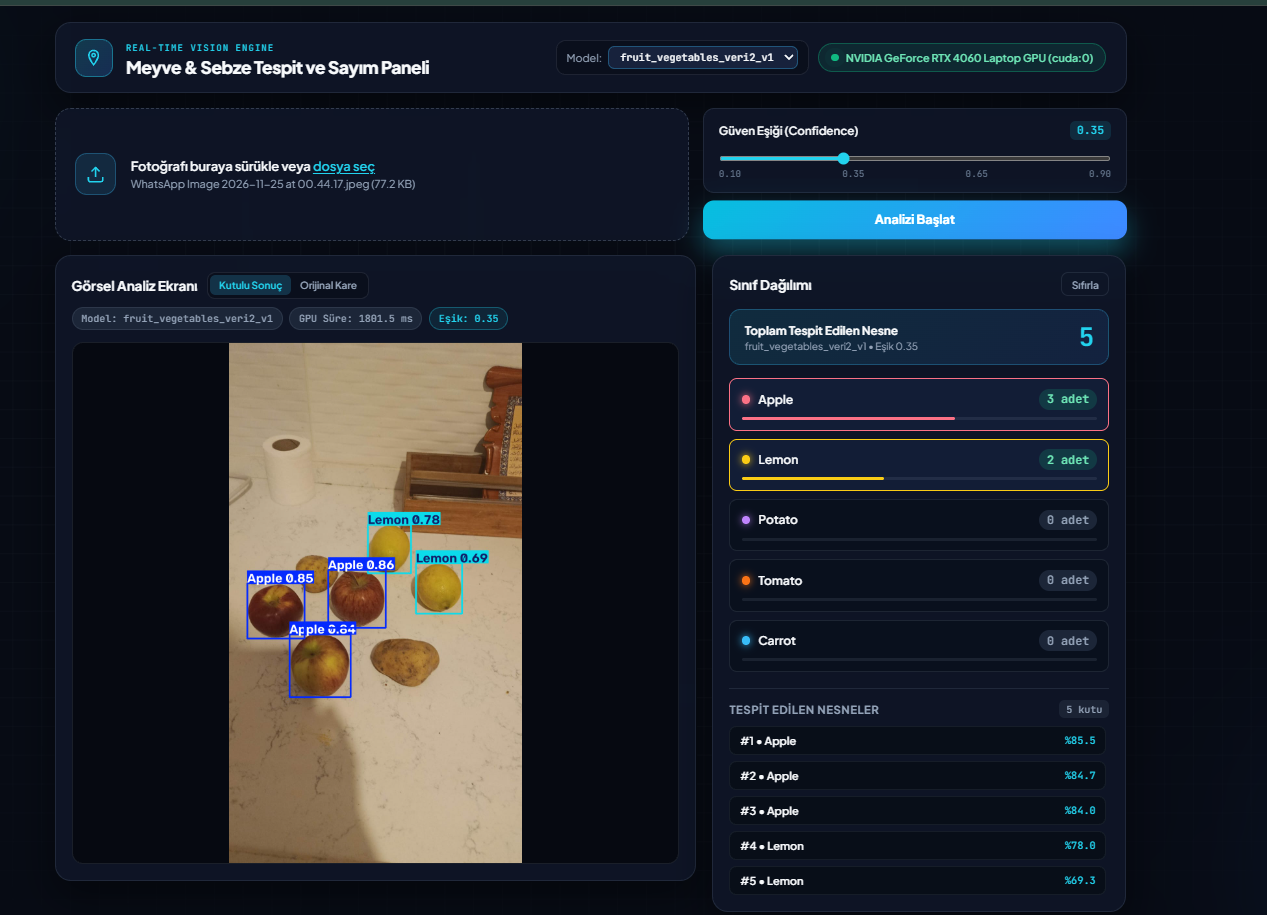 REAL-TIME VISION ENGINE
Meyve & Sebze Tespit ve Sayım Paneli
Model: fruit_vegetables_veri2_v1
NVIDIA GeForce RTX 4060 Laptop GPU (cuda:0)
Fotoğrafı buraya sürükle veya dosya seç
WhatsApp Image 2026-11-25 at 00.44.17.jpeg (77.2 KB)
Güven Eşiği (Confidence) 0.35
0.10 0.35 0.65 0.90
Analizi Başlat
Görsel Analiz Ekranı Kutulu Sonuç Orijinal Kare
Model: fruit_vegetables_veri2_v1 GPU Süre: 1801.5 ms Eşik: 0.35
Lemon 0.78
Lemon 0.69
Apple 0.86
Apple 0.85
Apple 0.84
Sınıf Dağılımı Sıfırla
Toplam Tespit Edilen Nesne 5
fruit_vegetables_veri2_v1 • Eşik 0.35
Apple 3 adet
Lemon 2 adet
Potato 0 adet
Tomato 0 adet
Carrot 0 adet
TESPİT EDİLEN NESNELER 5 kutu
#1 • Apple %85.5
#2 • Apple %84.7
#3 • Apple %84.0
#4 • Lemon %78.0
#5 • Lemon %69.3